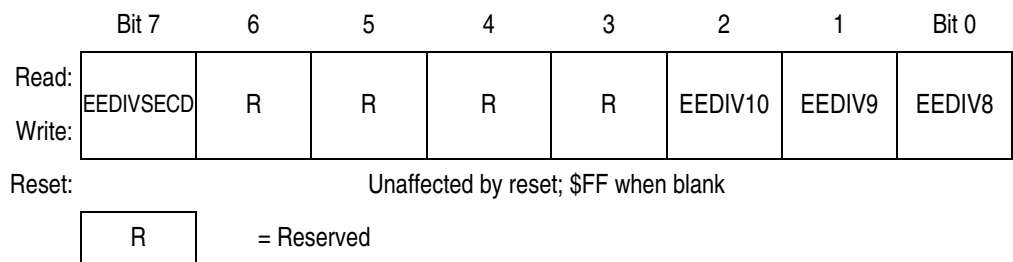 Bit 7 6 5 4 3 2 1 Bit 0
Read:
EEDIVSECD R R R R EEDIV10 EEDIV9 EEDIV8
Write:
Reset: Unaffected by reset; $FF when blank
R = Reserved